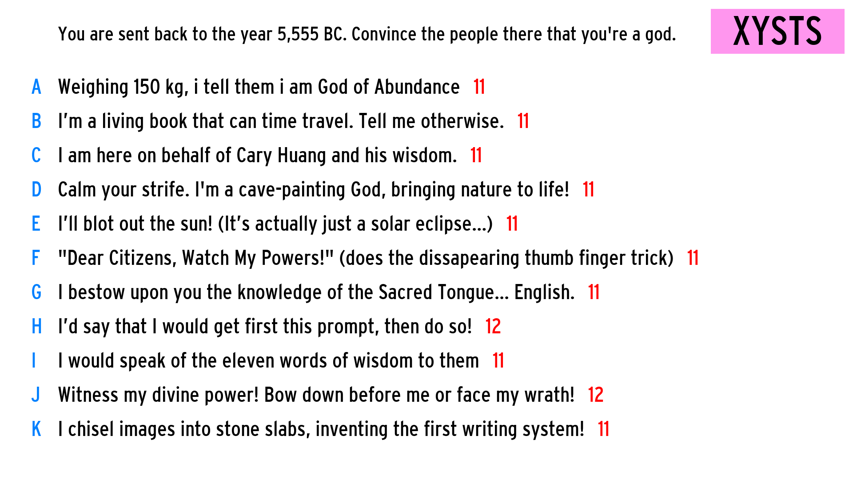 You are sent back to the year 5,555 BC. Convince the people there that you're a god.
XYSTS
A Weighing 150 kg, i tell them i am God of Abundance 11
B I'm a living book that can time travel. Tell me otherwise. 11
C I am here on behalf of Cary Huang and his wisdom. 11
D Calm your strife. I'm a cave-painting God, bringing nature to life! 11
E I'll blot out the sun! (It's actually just a solar eclipse...) 11
F "Dear Citizens, Watch My Powers!" (does the dissapearing thumb finger trick) 11
G I bestow upon you the knowledge of the Sacred Tongue... English. 11
H I'd say that I would get first this prompt, then do so! 12
I I would speak of the eleven words of wisdom to them 11
J Witness my divine power! Bow down before me or face my wrath! 12
K I chisel images into stone slabs, inventing the first writing system! 11